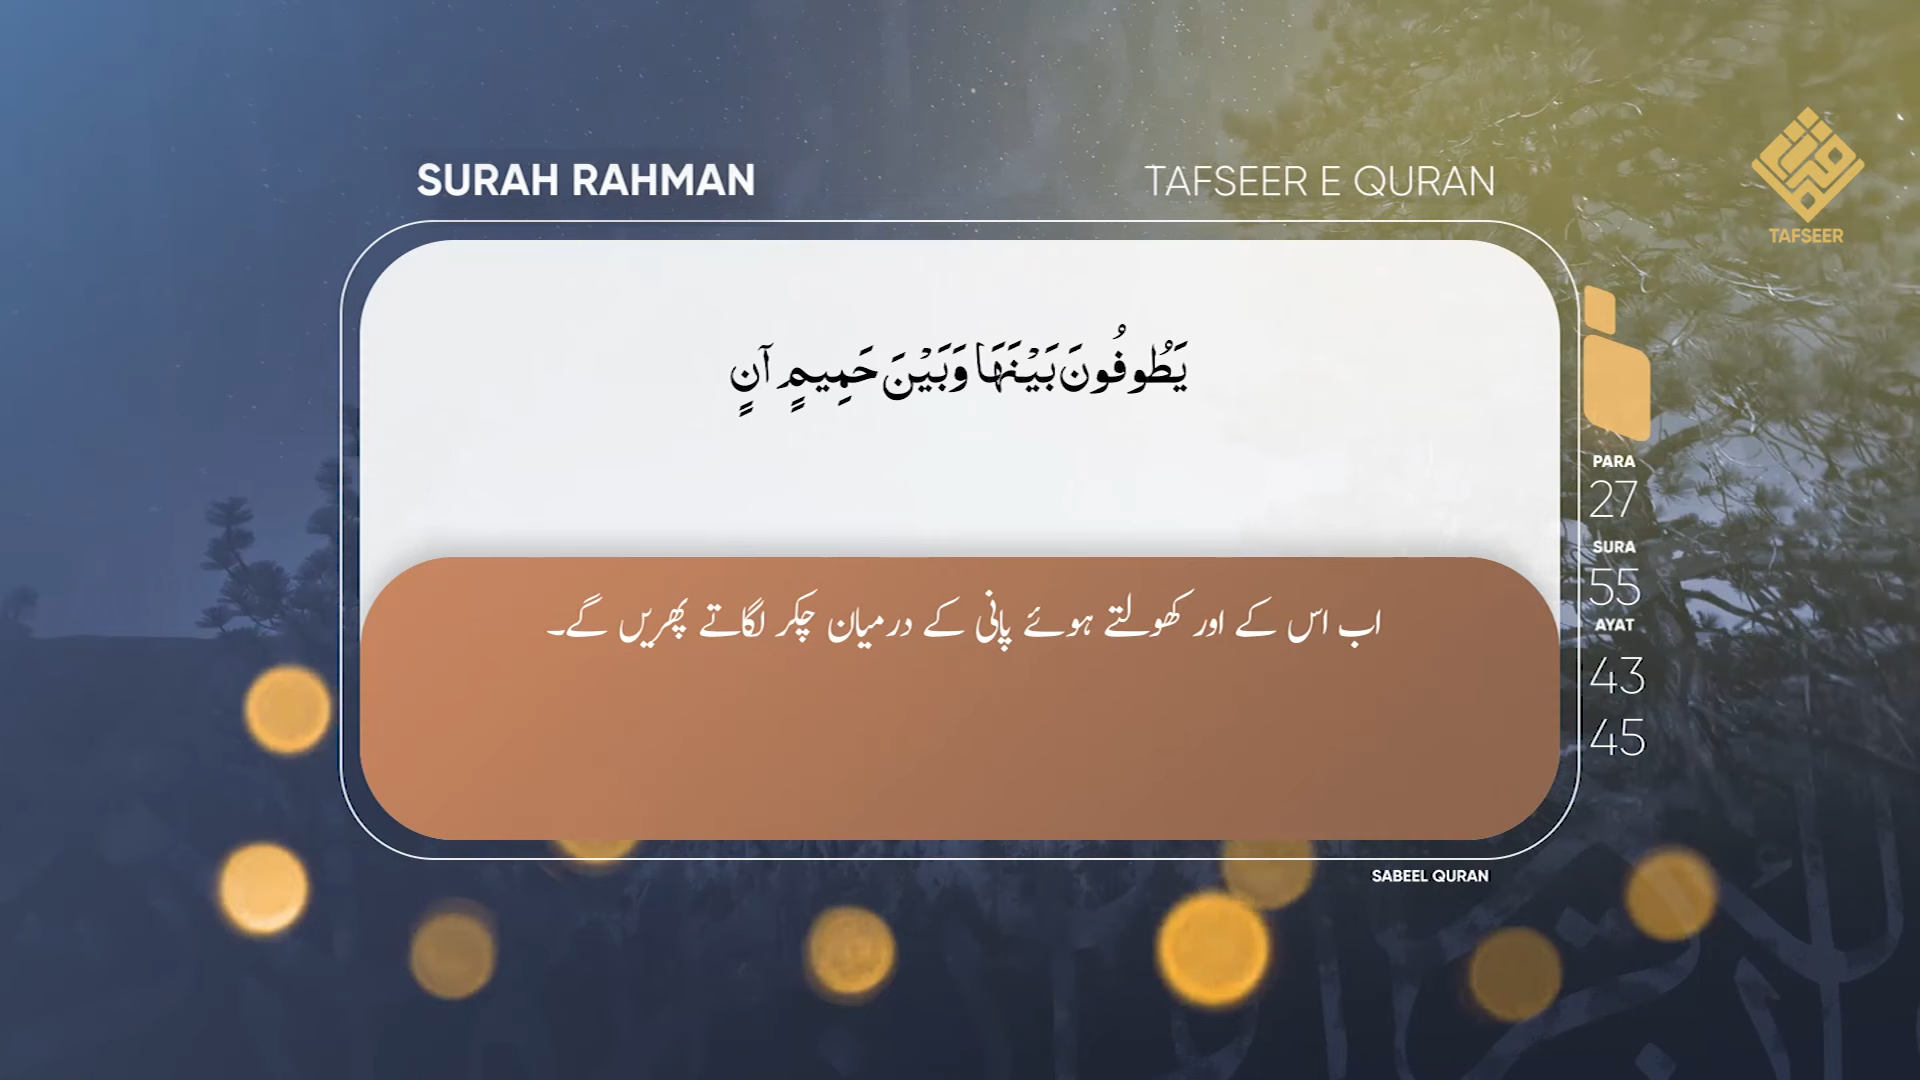 SURAH RAHMAN
TAFSEER E QURAN
TAFSEER
يَطُوفُونَ بَيْنَهَا وَبَيْنَ حَمِيمٍ آنٍ
اب اس کے اور کھولتے ہوئے پانی کے درمیان چکر لگاتے پھریں گے۔
PARA
27
SURA
55
AYAT
43
45
SABEEL QURAN